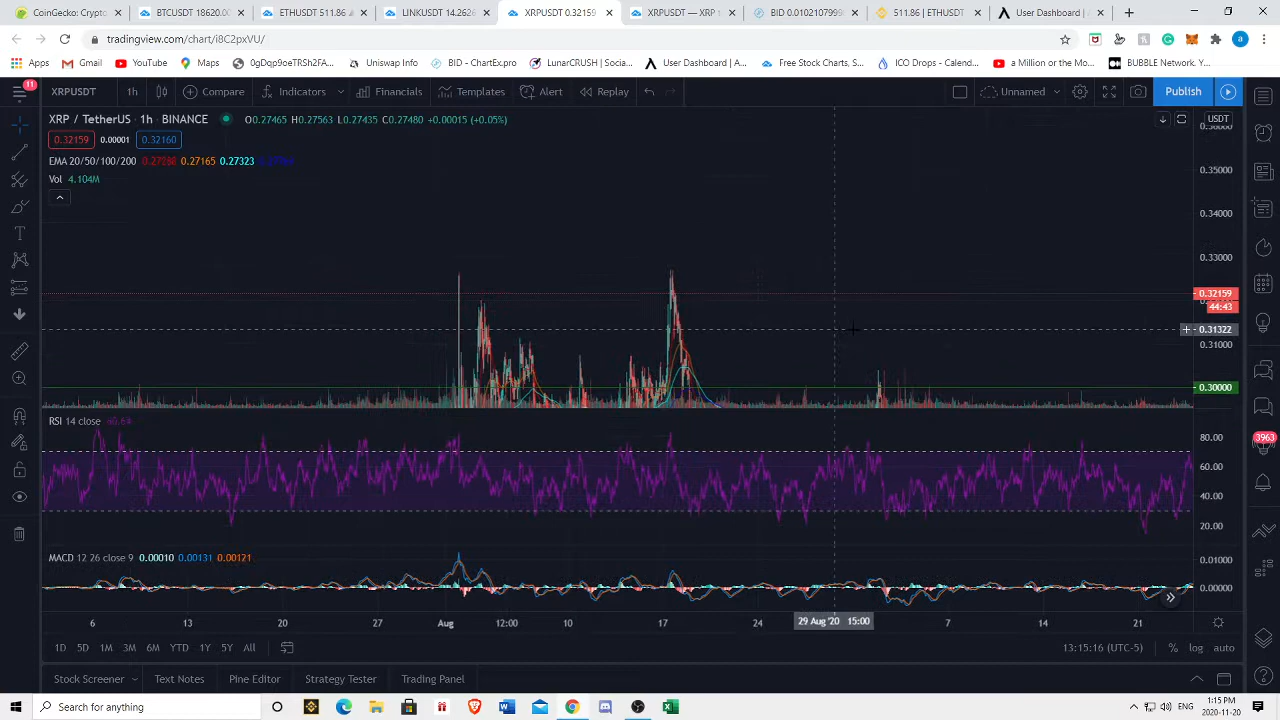 CoinGecko: Crypto
BTCUSDT 18620.00
ETHUSDT 511.86
LINKUSDT 14.2626
XRPUSDT 0.32159
XRPUSDT — XRP
BID 0.0102107999
511.86 | ETHUSDT
User Dashboard | A
tradingview.com/chart/i8C2pxVU/
Apps Gmail YouTube Maps Uniswap Info ... - ChartEx.pro LunarCRUSH | Socia... User Dashboard | A... Free Stock Charts, S... ICO Drops - Calend... a Million the Mo... BUBBLE Network. Y...
11
XRPUSDT 1h Compare Indicators Financials Templates Alert Replay Unnamed Publish
XRP / TetherUS · 1h · BINANCE O0.27465 H0.27563 L0.27435 C0.27480 +0.00015 (+0.05%) USDT
0.32159 0.00001 0.32160
EMA 20/50/100/200 0.27165 0.27323
Vol 4.104M
0.35000
0.34000
0.33000
0.32159
44:43
0.31322
0.31000
0.30000
RSI 14 close
80.00
60.00
40.00
20.00
3963
MACD 12 26 close 9 0.00010 0.00131 0.00121
0.01000
0.00000
6 13 20 27 Aug 12:00 10 17 24 29 Aug '20 15:00 7 14 21
1D 5D 1M 3M 6M YTD 1Y 5Y All 13:15:16 (UTC-5) % log auto
Stock Screener Text Notes Pine Editor Strategy Tester Trading Panel
Search for anything
1:15 PM
2020-11-20